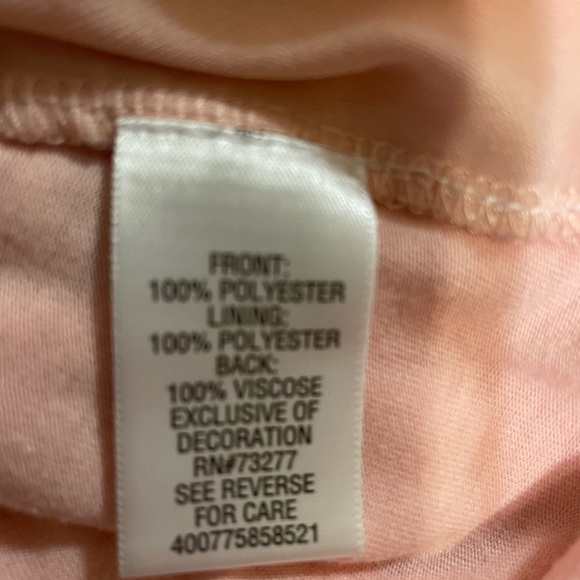 FRONT:
100% POLYESTER
LINING:
100% POLYESTER
BACK:
100% VISCOSE
EXCLUSIVE OF
DECORATION
RN#73277
SEE REVERSE
FOR CARE
400775858521